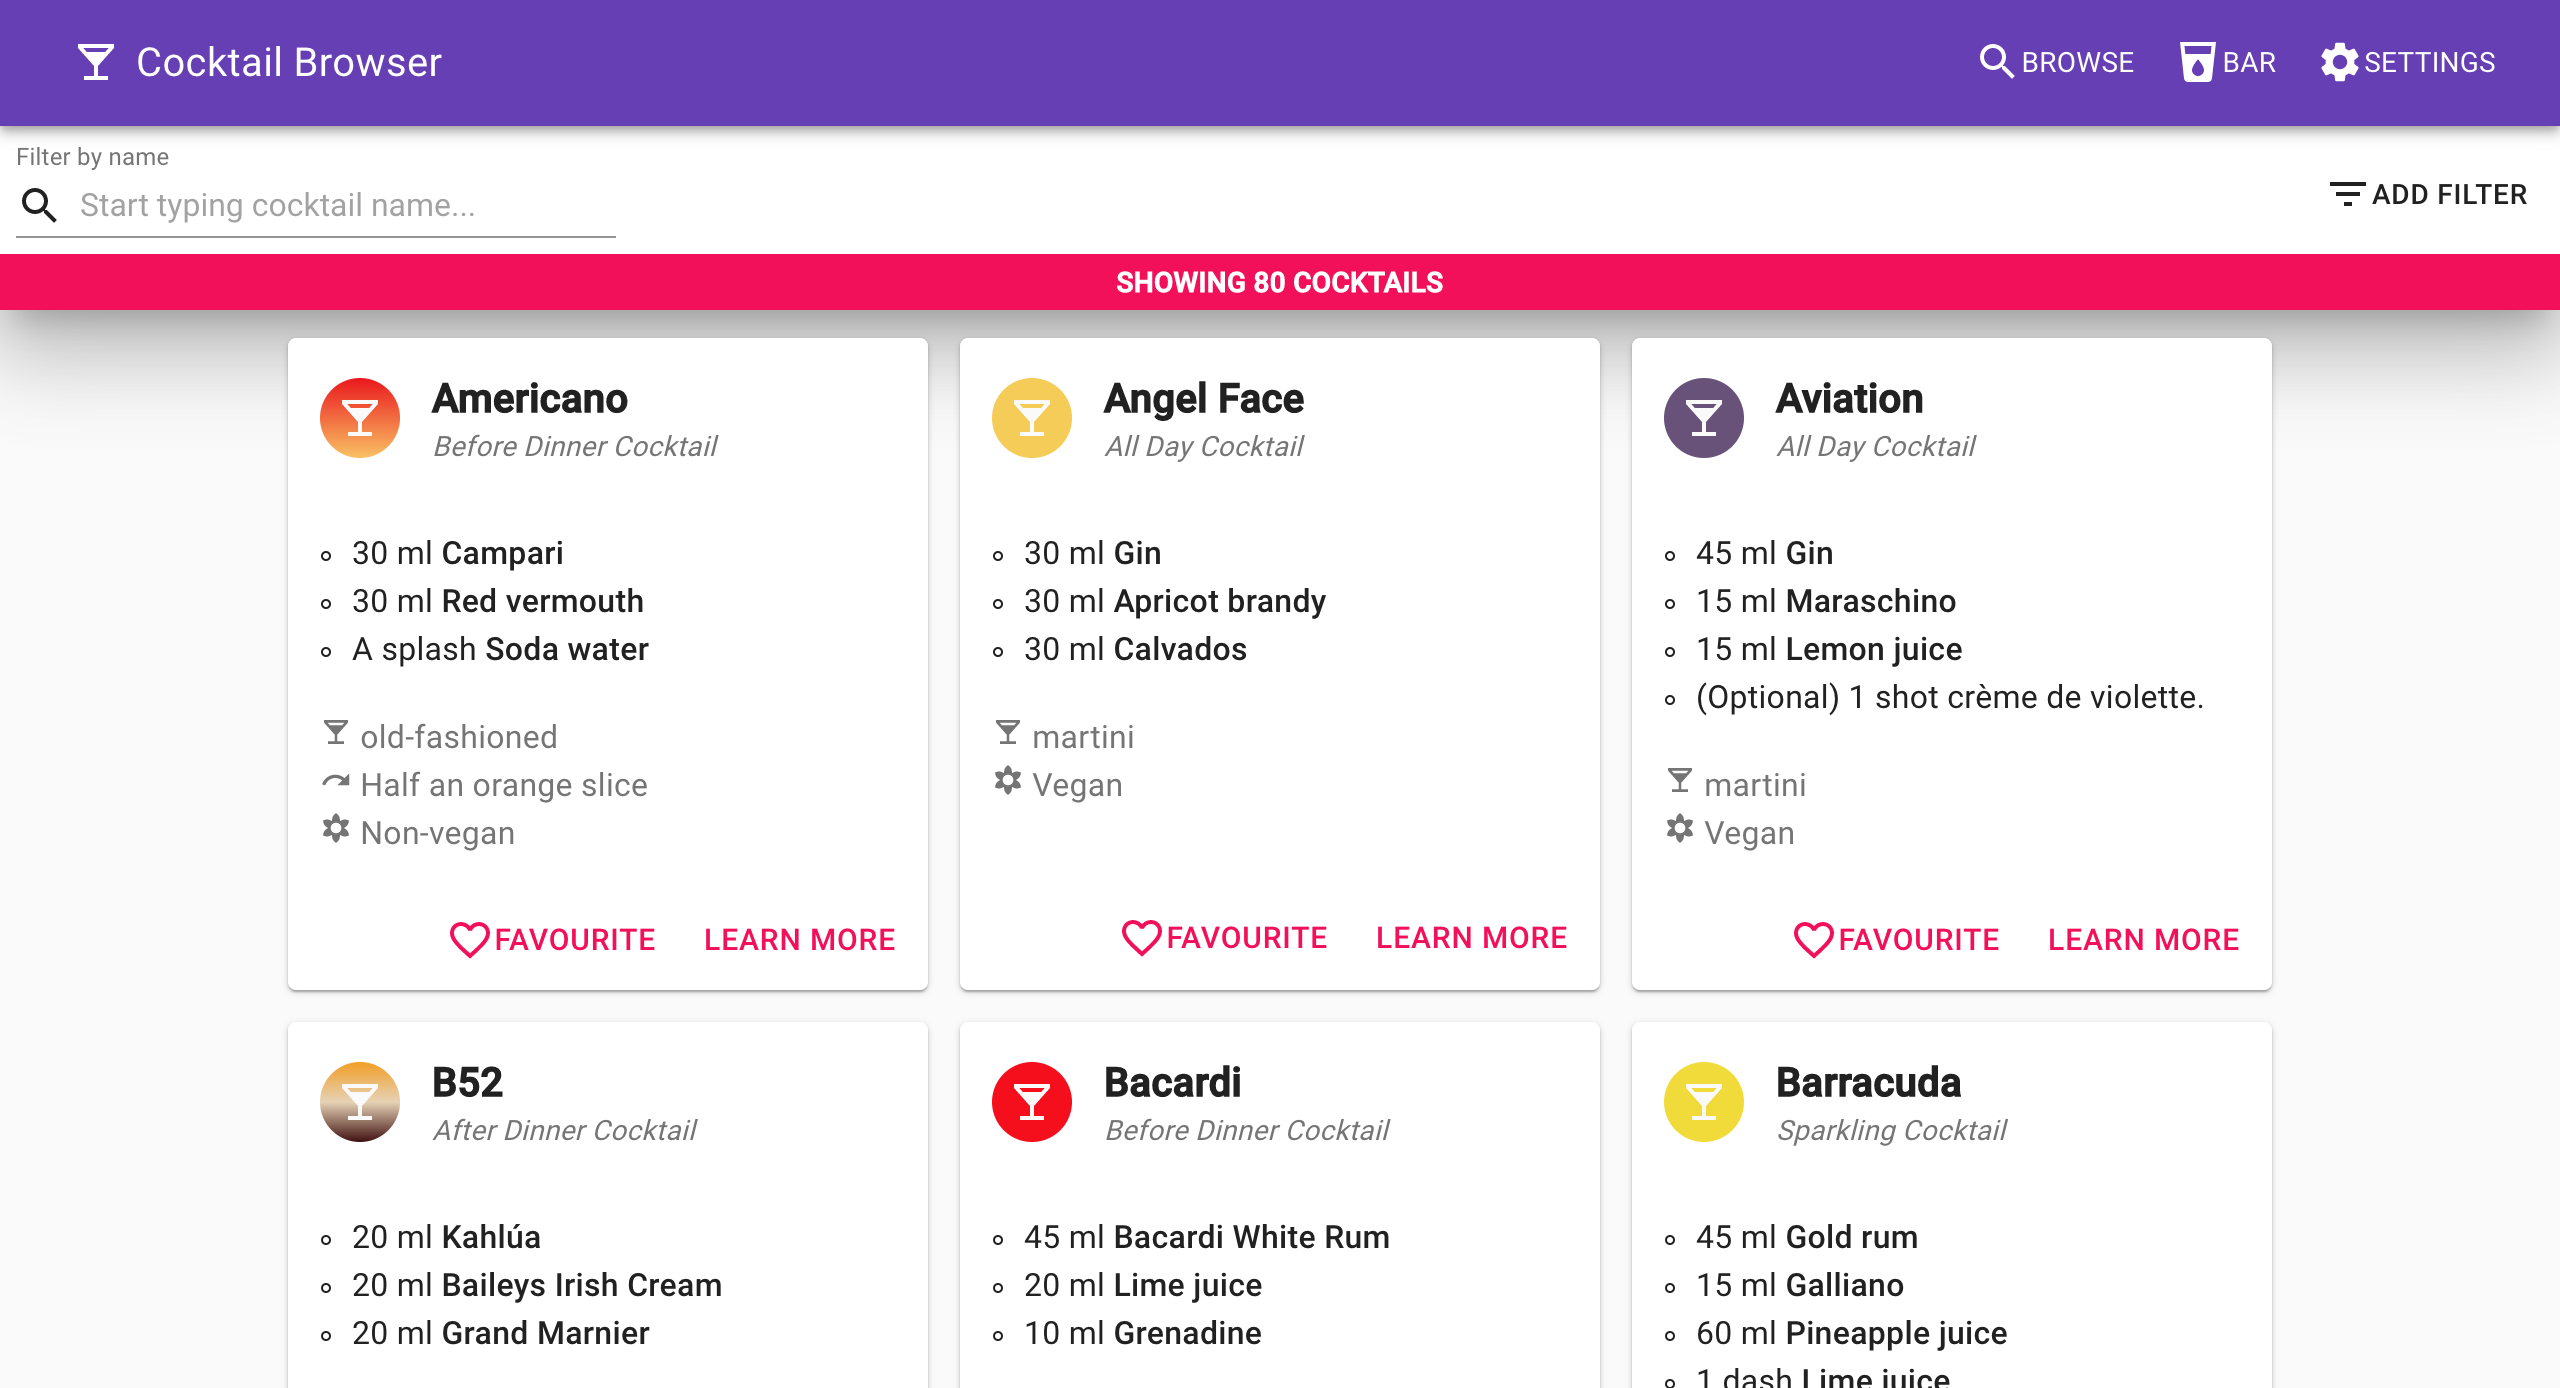 Cocktail Browser
BROWSE
BAR
SETTINGS
Filter by name
Start typing cocktail name...
ADD FILTER
SHOWING 80 COCKTAILS
Americano
Before Dinner Cocktail
30 ml Campari
30 ml Red vermouth
A splash Soda water
old-fashioned
Half an orange slice
Non-vegan
FAVOURITE
LEARN MORE
Angel Face
All Day Cocktail
30 ml Gin
30 ml Apricot brandy
30 ml Calvados
martini
Vegan
FAVOURITE
LEARN MORE
Aviation
All Day Cocktail
45 ml Gin
15 ml Maraschino
15 ml Lemon juice
(Optional) 1 shot crème de violette.
martini
Vegan
FAVOURITE
LEARN MORE
B52
After Dinner Cocktail
20 ml Kahlúa
20 ml Baileys Irish Cream
20 ml Grand Marnier
Bacardi
Before Dinner Cocktail
45 ml Bacardi White Rum
20 ml Lime juice
10 ml Grenadine
Barracuda
Sparkling Cocktail
45 ml Gold rum
15 ml Galliano
60 ml Pineapple juice
1 dash Lime juice